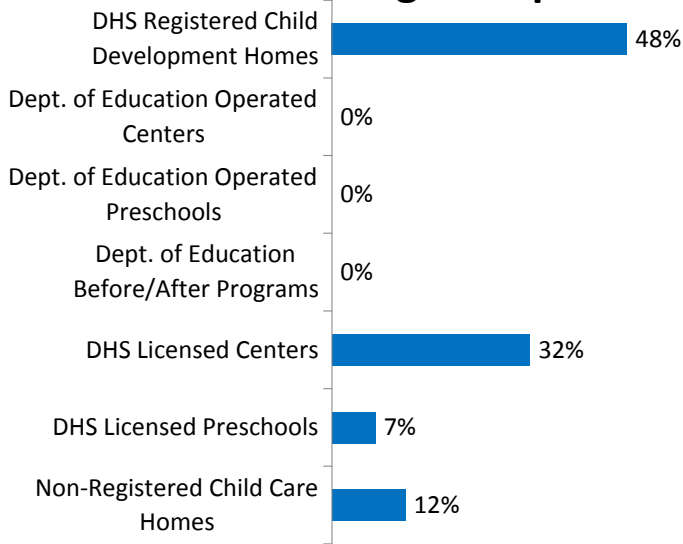 DHS Registered Child
Development Homes
48%
Dept. of Education Operated
Centers
0%
Dept. of Education Operated
Preschools
0%
Dept. of Education
Before/After Programs
0%
DHS Licensed Centers
32%
DHS Licensed Preschools
7%
Non-Registered Child Care
Homes
12%